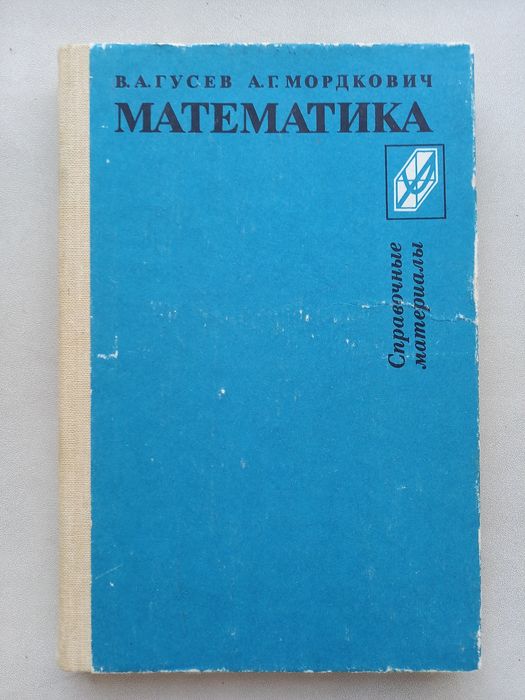 В.А.ГУСЕВ А.Г.МОРДКОВИЧ
МАТЕМАТИКА
Справочные
материалы